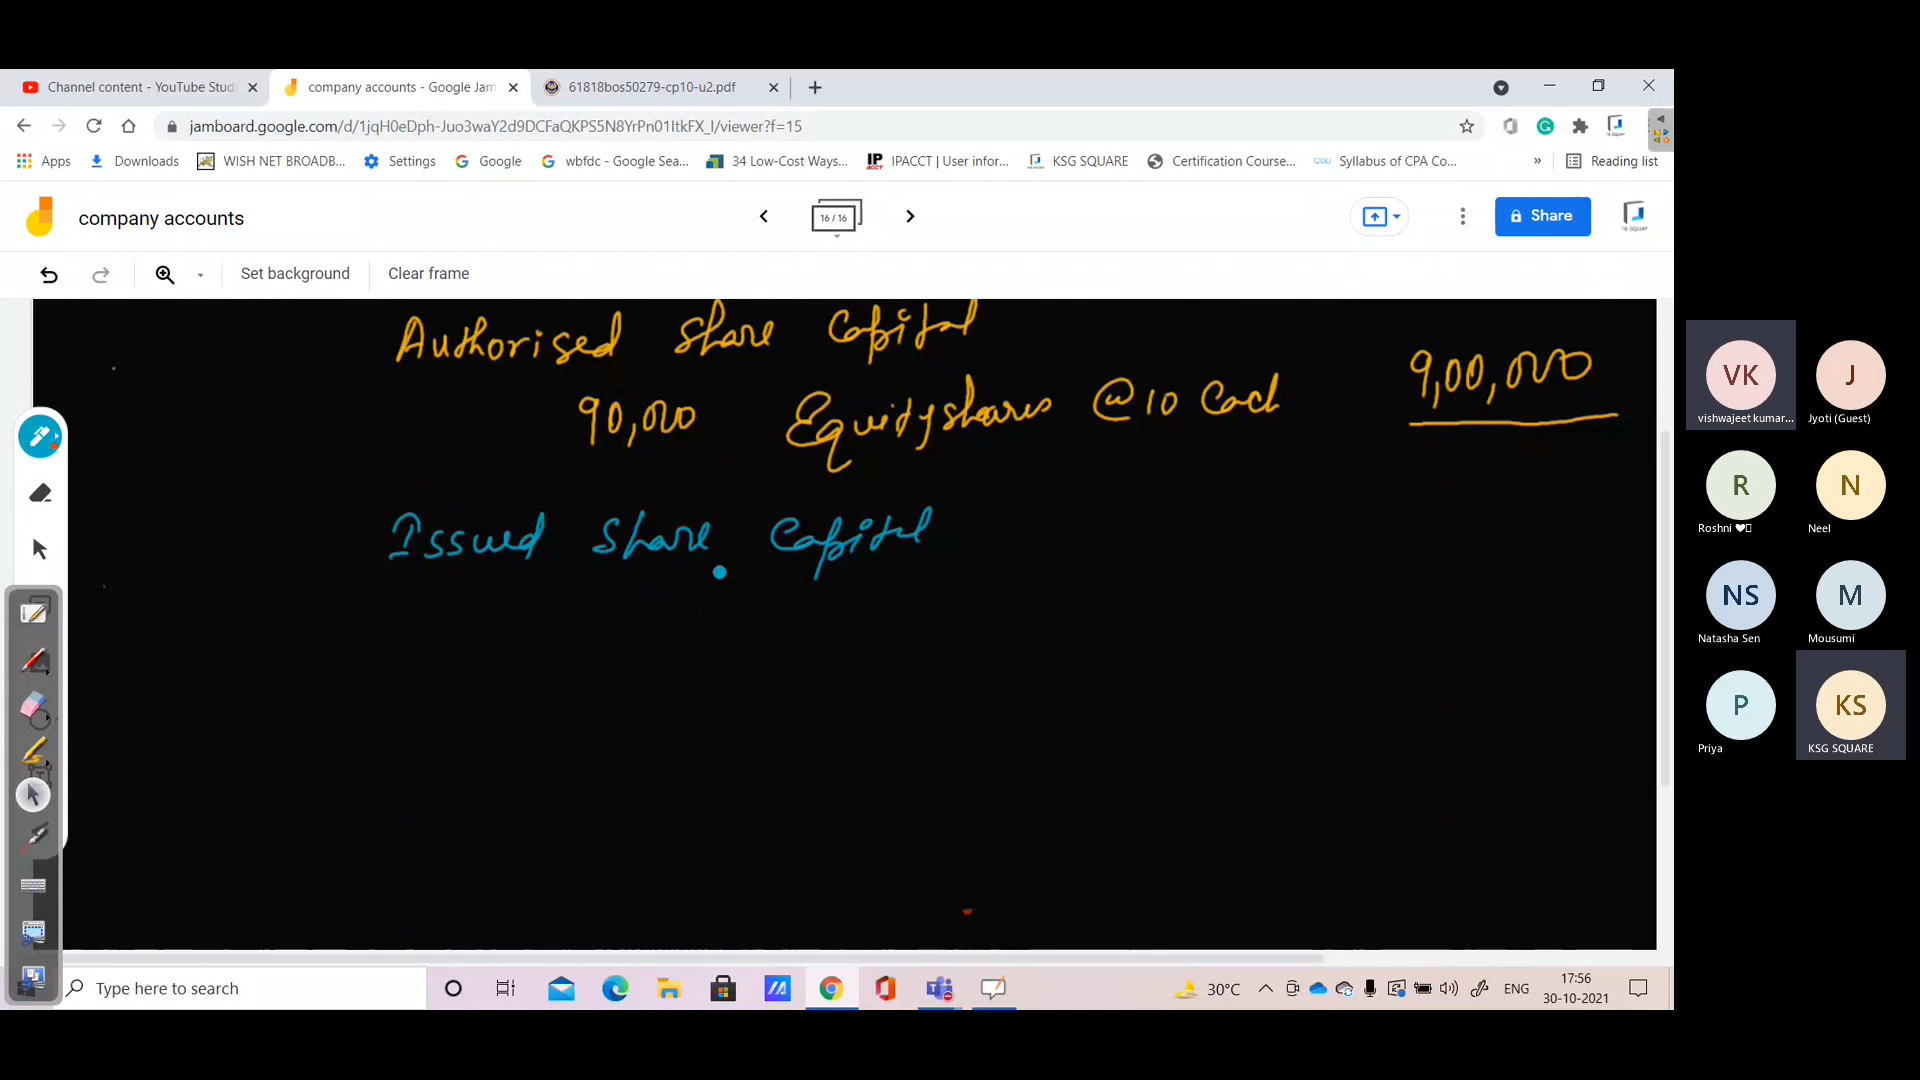 Channel content - YouTube Stud
company accounts - Google Jam
61818bos50279-cp10-u2.pdf
jamboard.google.com/d/1jqH0eDph-Juo3waY2d9DCFaQKPS5N8YrPn01ItkFX_I/viewer?f=15
Apps Downloads WISH NET BROADB... Settings Google wbfdc - Google Sea... 34 Low-Cost Ways... IPACCT | User infor... KSG SQUARE Certification Course... Syllabus of CPA Co... » Reading list
company accounts
16 / 16
Share
Set background Clear frame
Authorised Share Capital
90,000 Equity shares @ 10 Each 9,00,000
Issued Share Capital
VK
vishwajeet kumar...
J
Jyoti (Guest)
R
Roshni
N
Neel
NS
Natasha Sen
M
Mousumi
P
Priya
KS
KSG SQUARE
Type here to search
30°C
ENG
17:56
30-10-2021